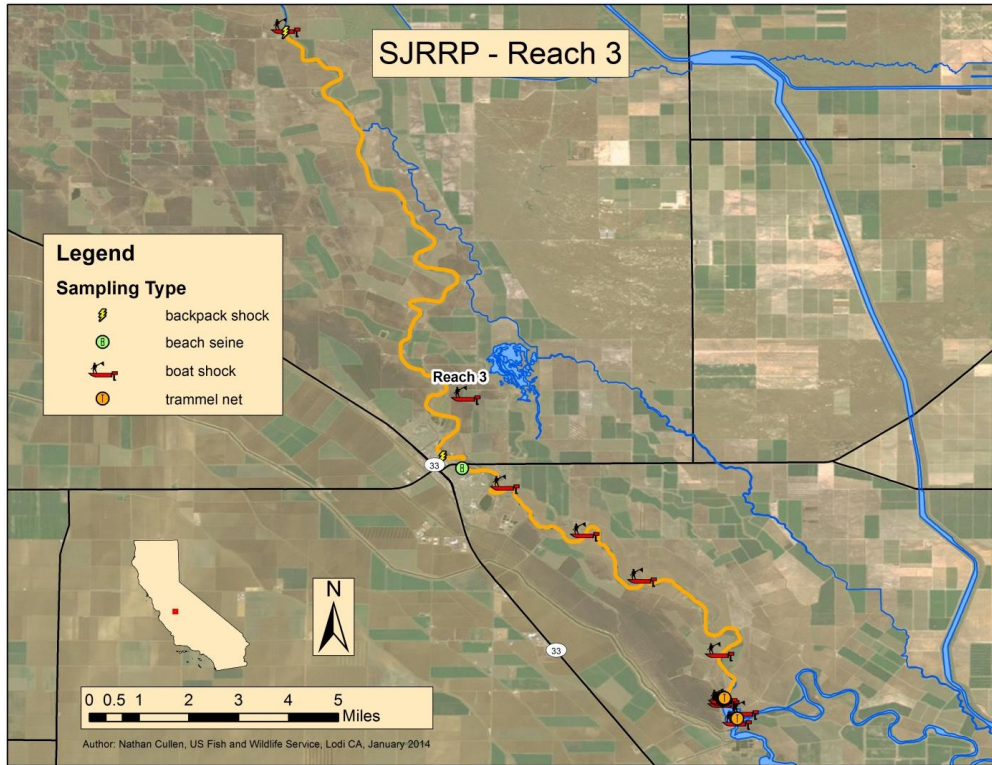 SJRRP - Reach 3
Legend
Sampling Type
backpack shock
beach seine
boat shock
trammel net
Reach 3
33
33
N
0 0.5 1 2 3 4 5
Miles
Author: Nathan Cullen, US Fish and Wildlife Service, Lodi CA, January 2014